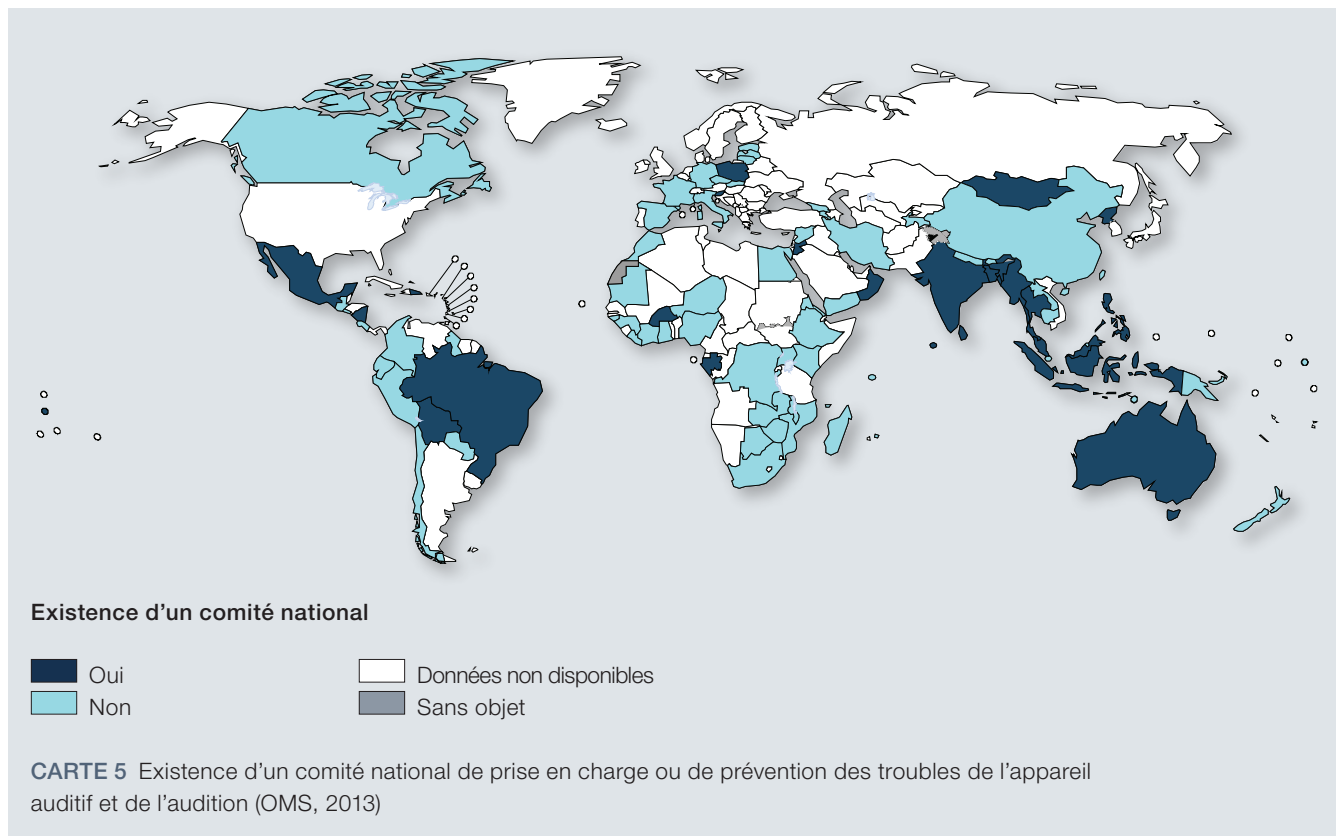 Existence d'un comité national
Oui
Non
Données non disponibles
Sans objet
CARTE 5 Existence d'un comité national de prise en charge ou de prévention des troubles de l'appareil
auditif et de l'audition (OMS, 2013)